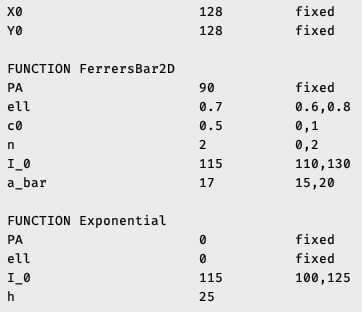 X0 128 fixed
Y0 128 fixed
FUNCTION FerrersBar2D
PA 90 fixed
ell 0.7 0.6,0.8
c0 0.5 0,1
n 2 0,2
I_0 115 110,130
a_bar 17 15,20
FUNCTION Exponential
PA 0 fixed
ell 0 fixed
I_0 115 100,125
h 25